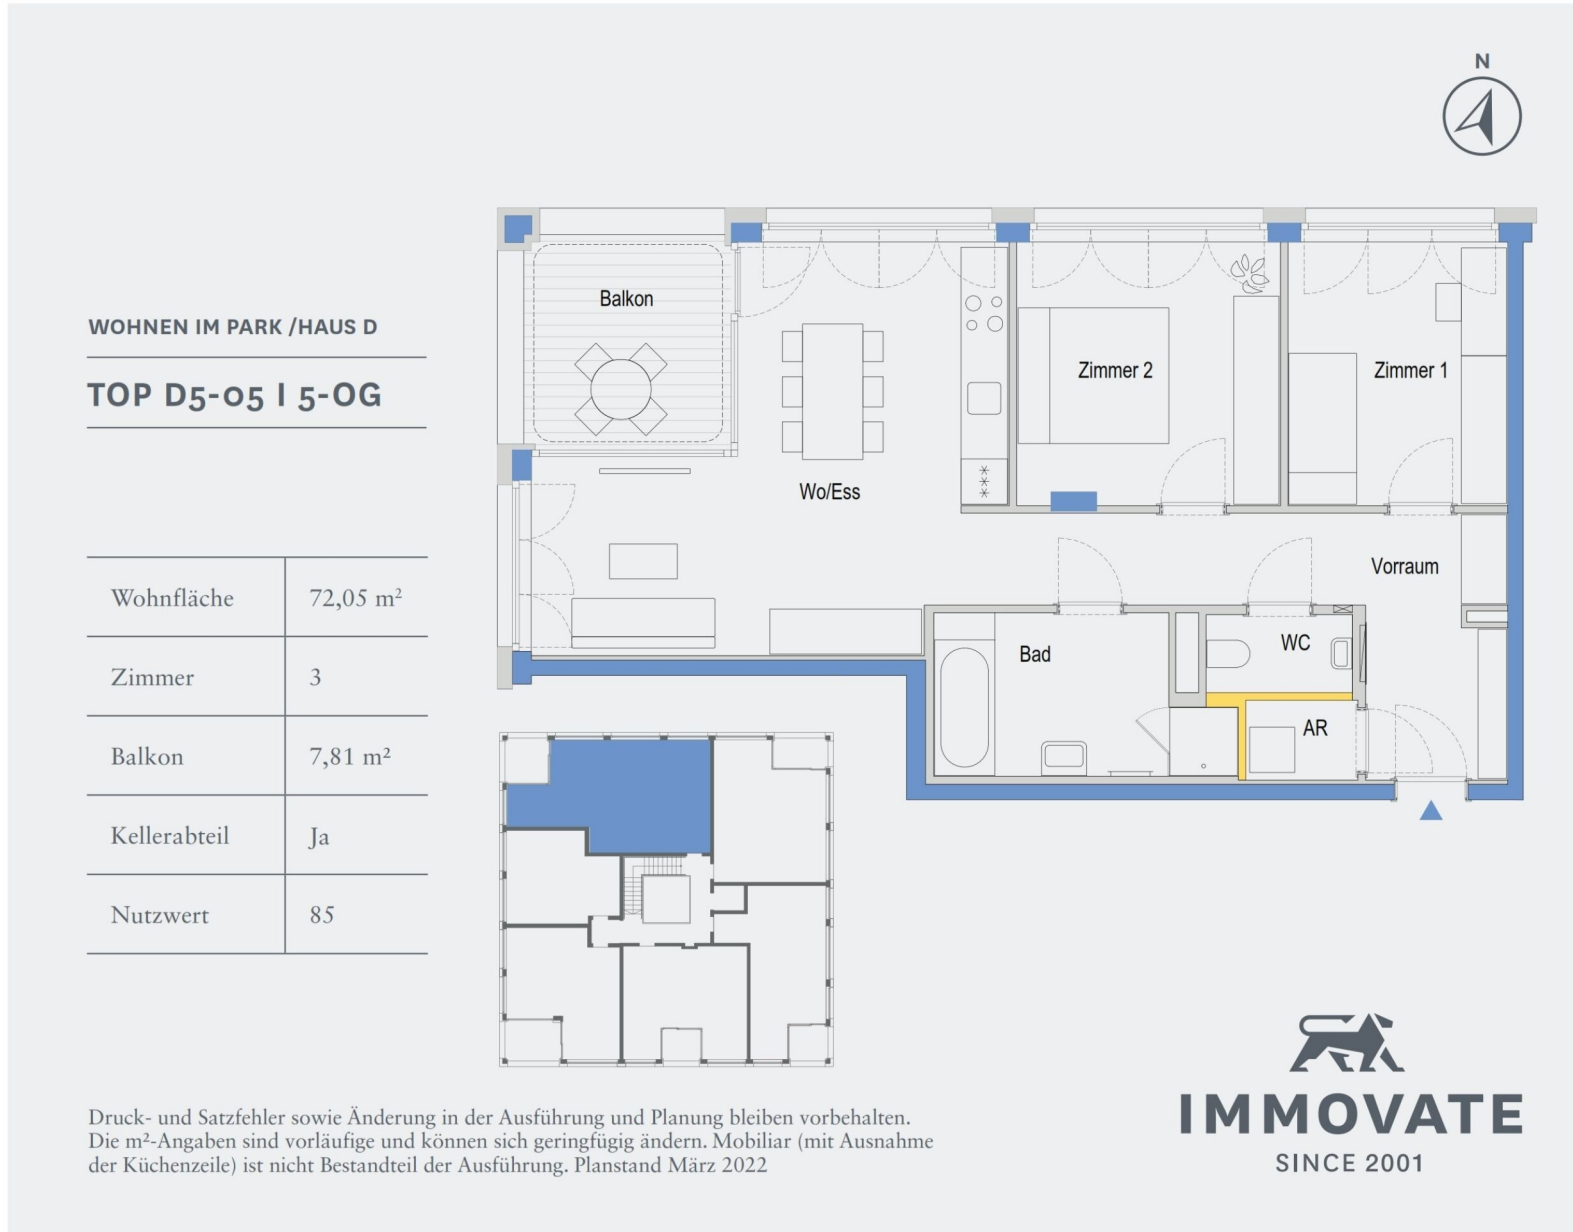 N
WOHNEN IM PARK /HAUS D
TOP D5-05 I 5-OG
Wohnfläche 72,05 m²
Zimmer 3
Balkon 7,81 m²
Kellerabteil Ja
Nutzwert 85
Balkon
Zimmer 2
Zimmer 1
Wo/Ess
Vorraum
Bad
WC
AR
Druck- und Satzfehler sowie Änderung in der Ausführung und Planung bleiben vorbehalten.
Die m²-Angaben sind vorläufige und können sich geringfügig ändern. Mobiliar (mit Ausnahme
der Küchenzeile) ist nicht Bestandteil der Ausführung. Planstand März 2022
IMMOVATE
SINCE 2001